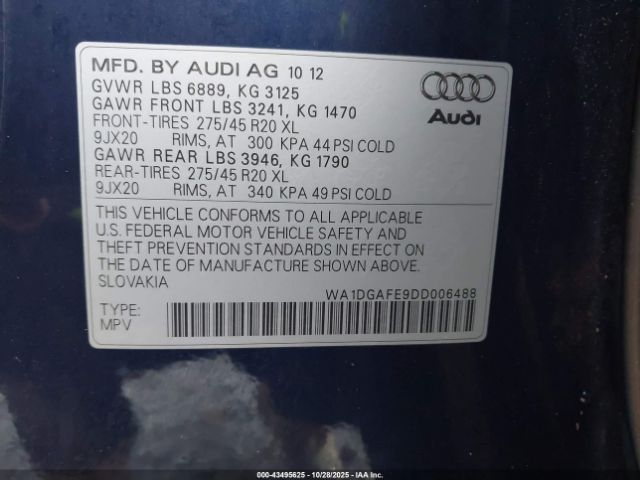 MFD. BY AUDI AG 10 12
GVWR LBS 6889, KG 3125
GAWR FRONT LBS 3241, KG 1470
FRONT-TIRES 275/45 R20 XL
9JX20 RIMS, AT 300 KPA 44 PSI COLD
GAWR REAR LBS 3946, KG 1790
REAR-TIRES 275/45 R20 XL
9JX20 RIMS, AT 340 KPA 49 PSI COLD
Audi
THIS VEHICLE CONFORMS TO ALL APPLICABLE
U.S. FEDERAL MOTOR VEHICLE SAFETY AND
THEFT PREVENTION STANDARDS IN EFFECT ON
THE DATE OF MANUFACTURE SHOWN ABOVE.
SLOVAKIA
WA1DGAFE9DD006488
TYPE:
MPV
000-43495625 | 10/28/2025 | IAA Inc.